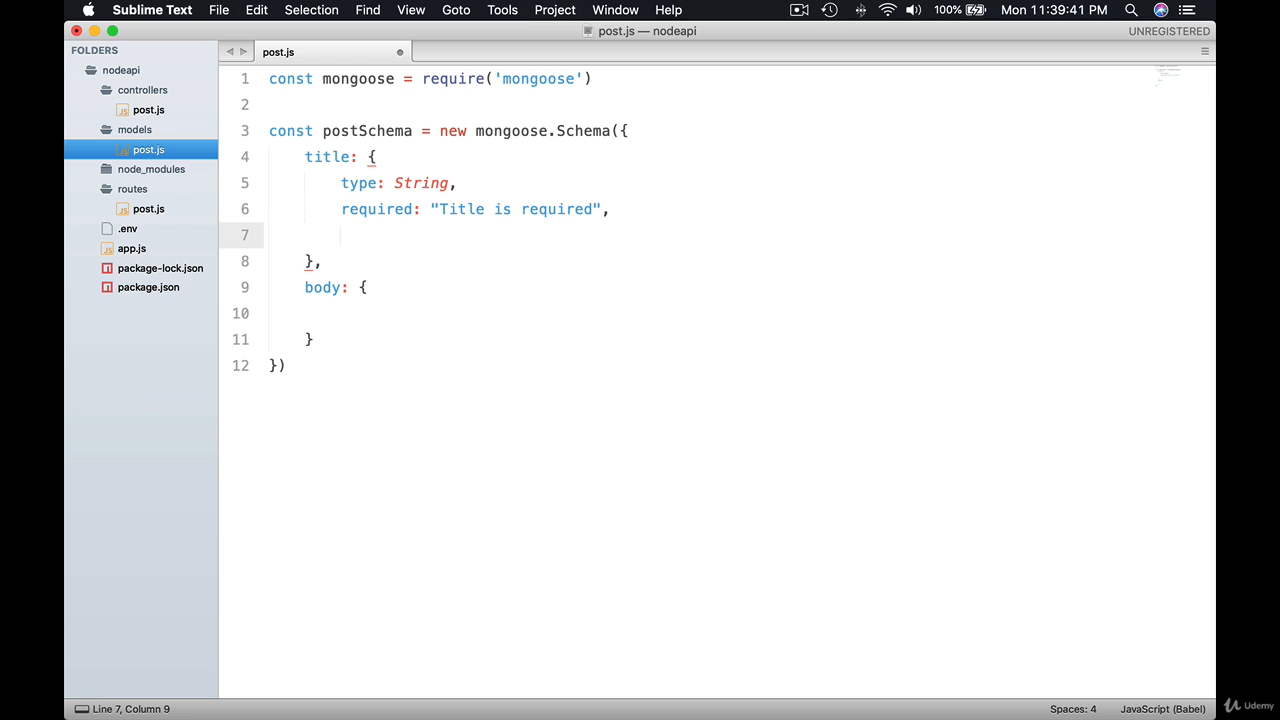 Sublime Text File Edit Selection Find View Goto Tools Project Window Help 100% Mon 11:39:41 PM
post.js — nodeapi UNREGISTERED
FOLDERS
nodeapi
controllers
post.js
models
post.js
node_modules
routes
post.js
.env
app.js
package-lock.json
package.json
post.js
1 const mongoose = require('mongoose')
2
3 const postSchema = new mongoose.Schema({
4 title: {
5 type: String,
6 required: "Title is required",
7
8 },
9 body: {
10
11 }
12 })
Line 7, Column 9 Spaces: 4 JavaScript (Babel)
Udemy